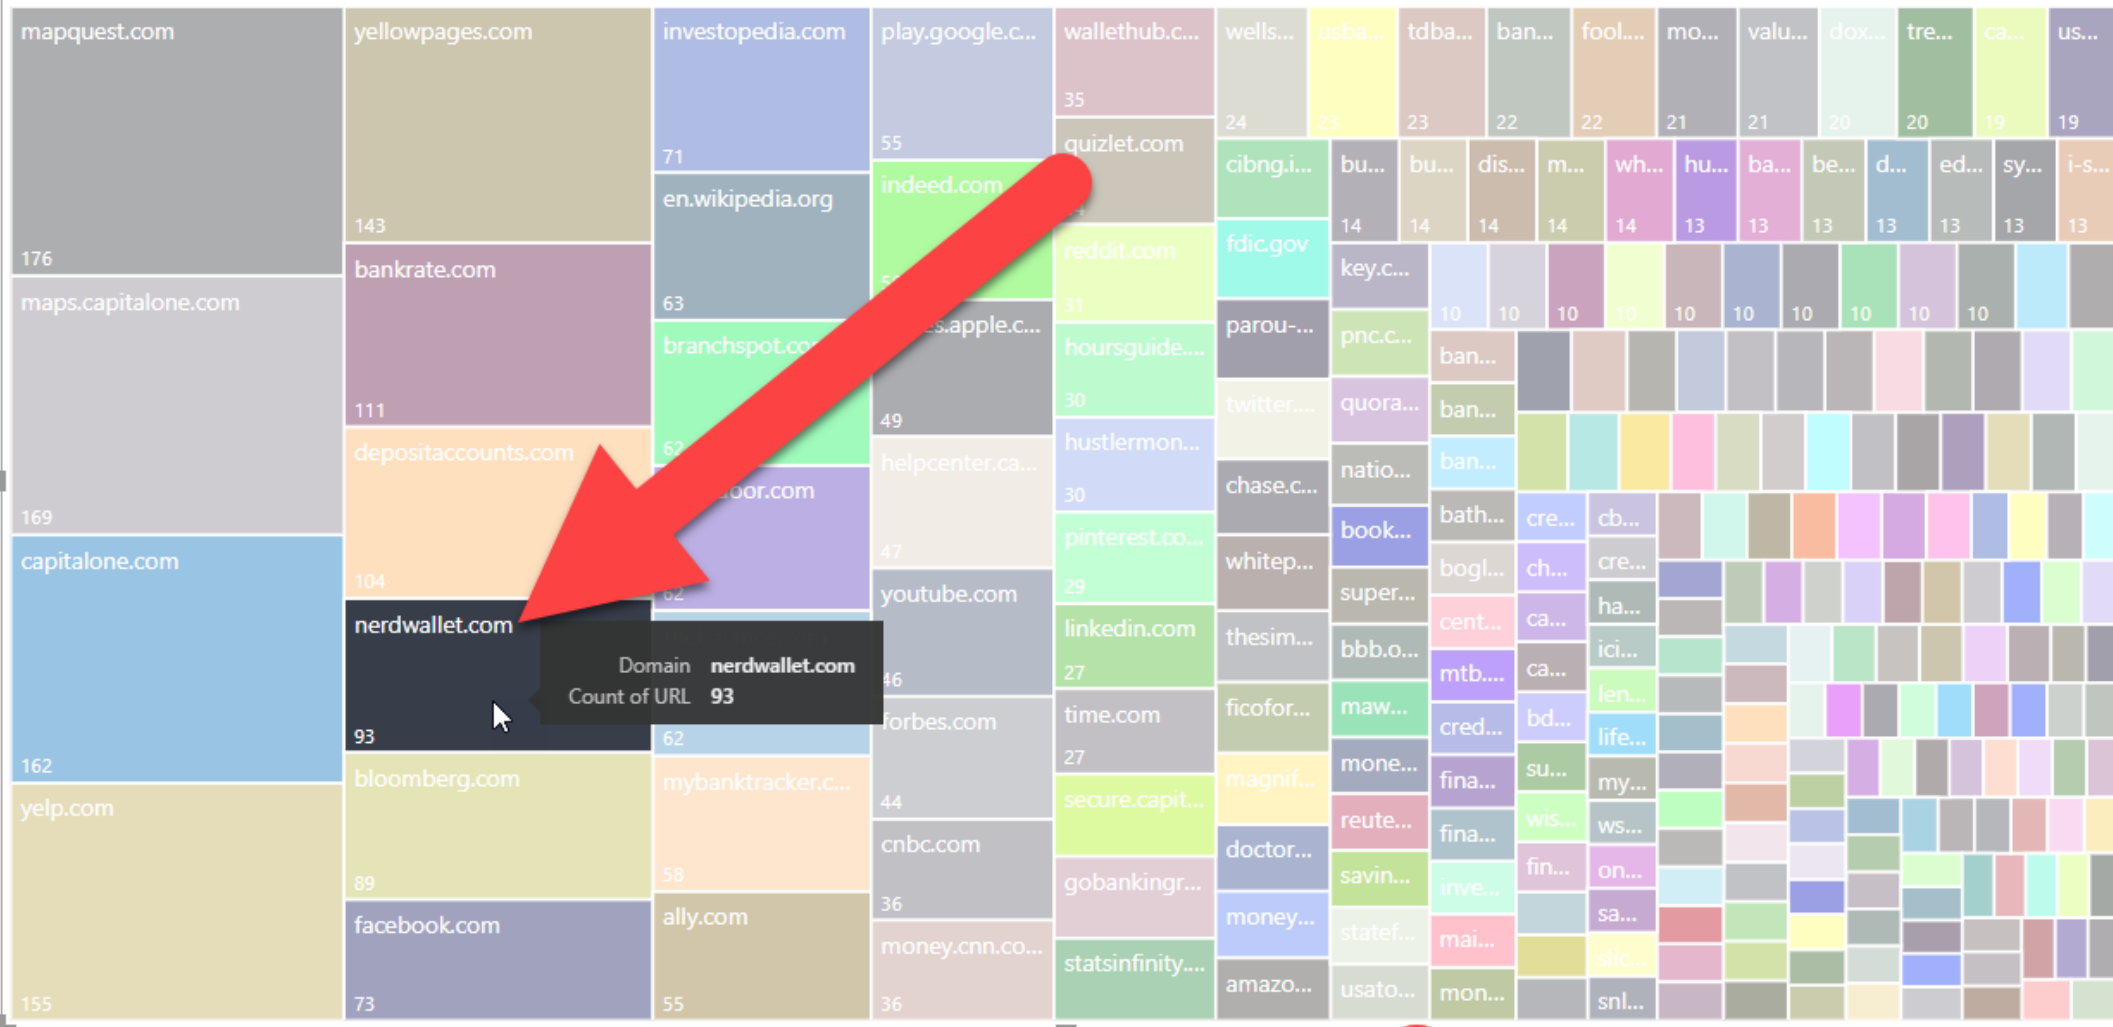 mapquest.com
176
maps.capitalone.com
169
capitalone.com
162
yelp.com
155
yellowpages.com
143
bankrate.com
111
depositaccounts.com
104
nerdwallet.com
93
Domain nerdwallet.com
Count of URL 93
bloomberg.com
89
facebook.com
73
investopedia.com
71
en.wikipedia.org
63
branchspot.co
62
oor.com
62
62
mybanktracker.c...
58
ally.com
55
play.google.c...
55
indeed.com
es.apple.c...
49
helpcenter.ca...
47
youtube.com
46
forbes.com
44
cnbc.com
36
money.cnn.co...
36
wallethub.c...
35
quizlet.com
reddit.com
31
hoursguide....
30
hustlermon...
30
pinterest.co...
29
linkedin.com
27
time.com
27
secure.capit...
gobankingr...
statsinfinity....
wells...
24
usba...
23
tdba...
23
ban...
22
fool....
22
mo...
21
valu...
21
dox...
20
tre...
20
ca...
19
us...
19
cibng.i...
fdic.gov
parou-...
twitter....
chase.c...
whitep...
thesim...
ficofor...
magnif...
doctor...
money...
amazo...
bu...
14
bu...
14
dis...
14
m...
14
wh...
14
hu...
13
ba...
13
be...
13
d...
13
ed...
13
sy...
13
i-s...
13
key.c...
pnc.c...
quora...
natio...
book...
super...
bbb.o...
maw...
mone...
reute...
savin...
statef...
usato...
10
10
10
10
10
10
10
10
10
10
ban...
ban...
ban...
bath...
bogl...
cent...
mtb....
cred...
fina...
fina...
inve...
mai...
mon...
cre...
ch...
ca...
ca...
bd...
su...
wis...
fin...
cb...
cre...
ha...
ici...
len...
life...
my...
ws...
on...
sa...
slic...
snl...